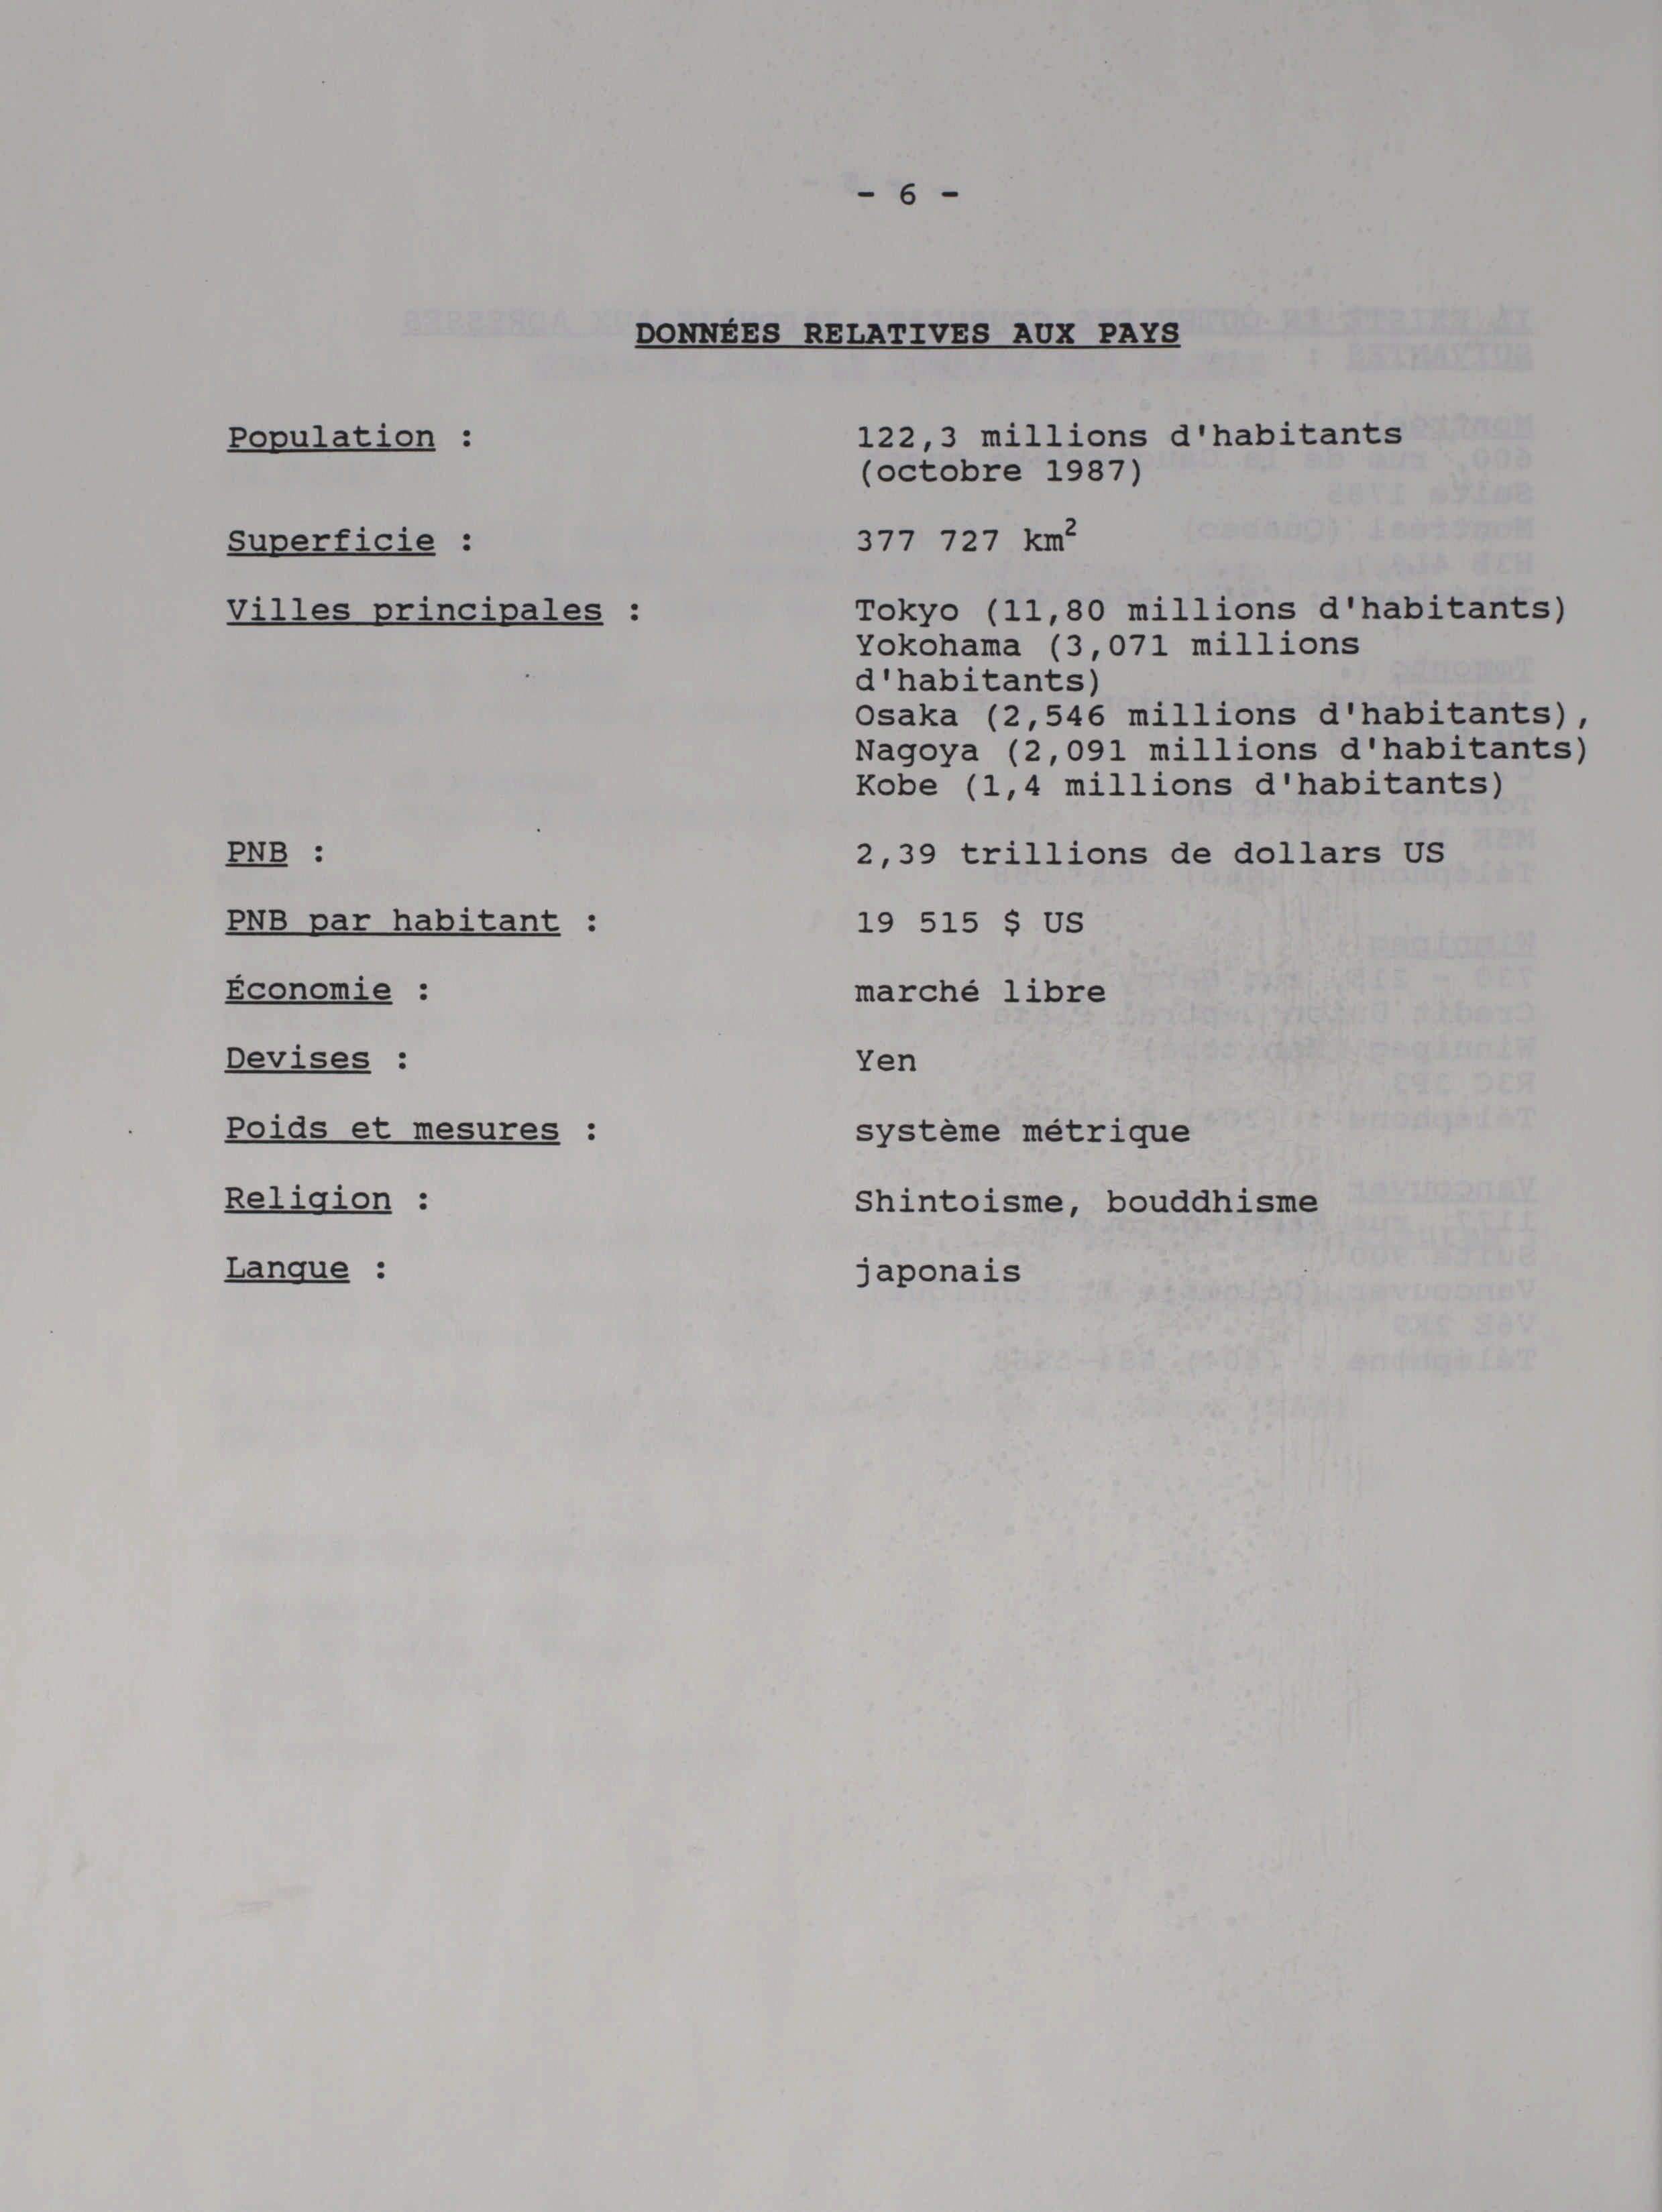 - 6 -
DONNÉES RELATIVES AUX PAYS
Population : 122,3 millions d'habitants
(octobre 1987)
Superficie : 377 727 km²
Villes principales : Tokyo (11,80 millions d'habitants)
Yokohama (3,071 millions
d'habitants)
Osaka (2,546 millions d'habitants),
Nagoya (2,091 millions d'habitants)
Kobe (1,4 millions d'habitants)
PNB : 2,39 trillions de dollars US
PNB par habitant : 19 515 $ US
Économie : marché libre
Devises : Yen
Poids et mesures : système métrique
Religion : Shintoisme, bouddhisme
Langue : japonais